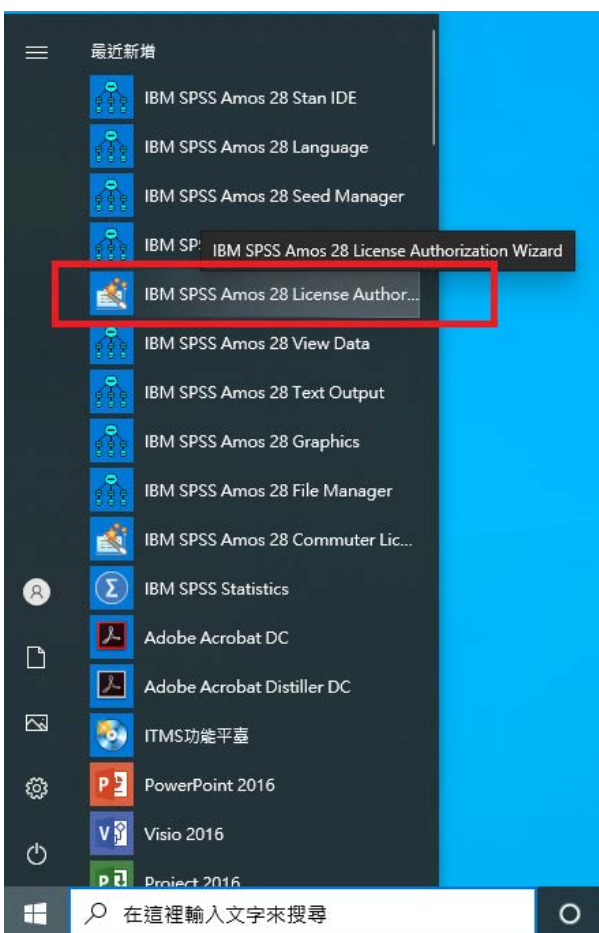 最近新增
IBM SPSS Amos 28 Stan IDE
IBM SPSS Amos 28 Language
IBM SPSS Amos 28 Seed Manager
IBM SP
IBM SPSS Amos 28 License Authorization Wizard
IBM SPSS Amos 28 License Author...
IBM SPSS Amos 28 View Data
IBM SPSS Amos 28 Text Output
IBM SPSS Amos 28 Graphics
IBM SPSS Amos 28 File Manager
IBM SPSS Amos 28 Commuter Lic...
IBM SPSS Statistics
Adobe Acrobat DC
Adobe Acrobat Distiller DC
ITMS功能平臺
PowerPoint 2016
Visio 2016
Project 2016
在這裡輸入文字來搜尋